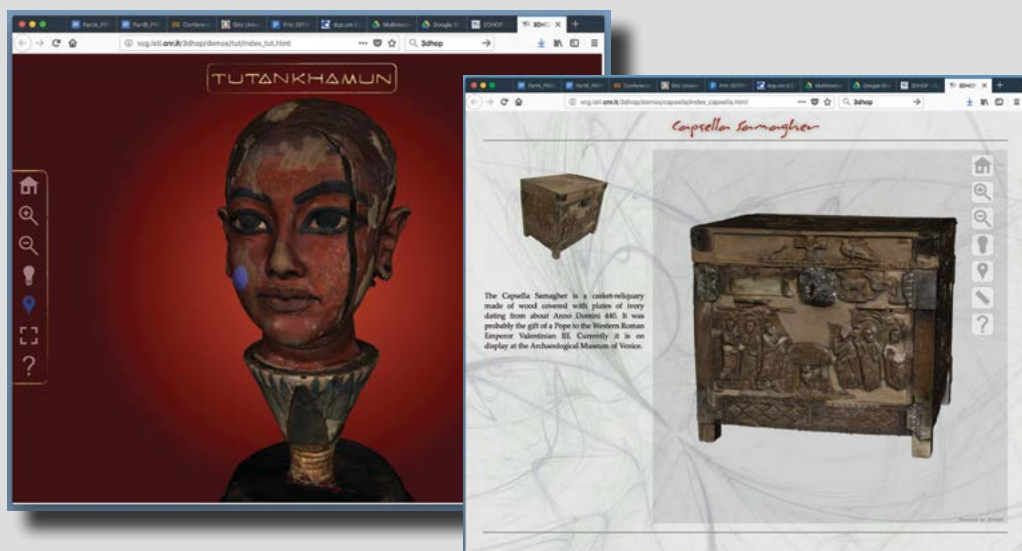 vcg.isti.cnr.it/3dhop/demos/tut/index_tut.html
3dhop
TUTANKHAMUN
?
vcg.isti.cnr.it/3dhop/demos/capsella/index_capsella.html
3dhop
Capsella Samagher
The Capsella Samagher is a casket-reliquary
made of wood covered with plates of ivory
dating from about Anno Domini 440. It was
probably the gift of a Pope to the Western Roman
Emperor Valentinian III. Currently it is on
display at the Archaeological Museum of Venice.
?